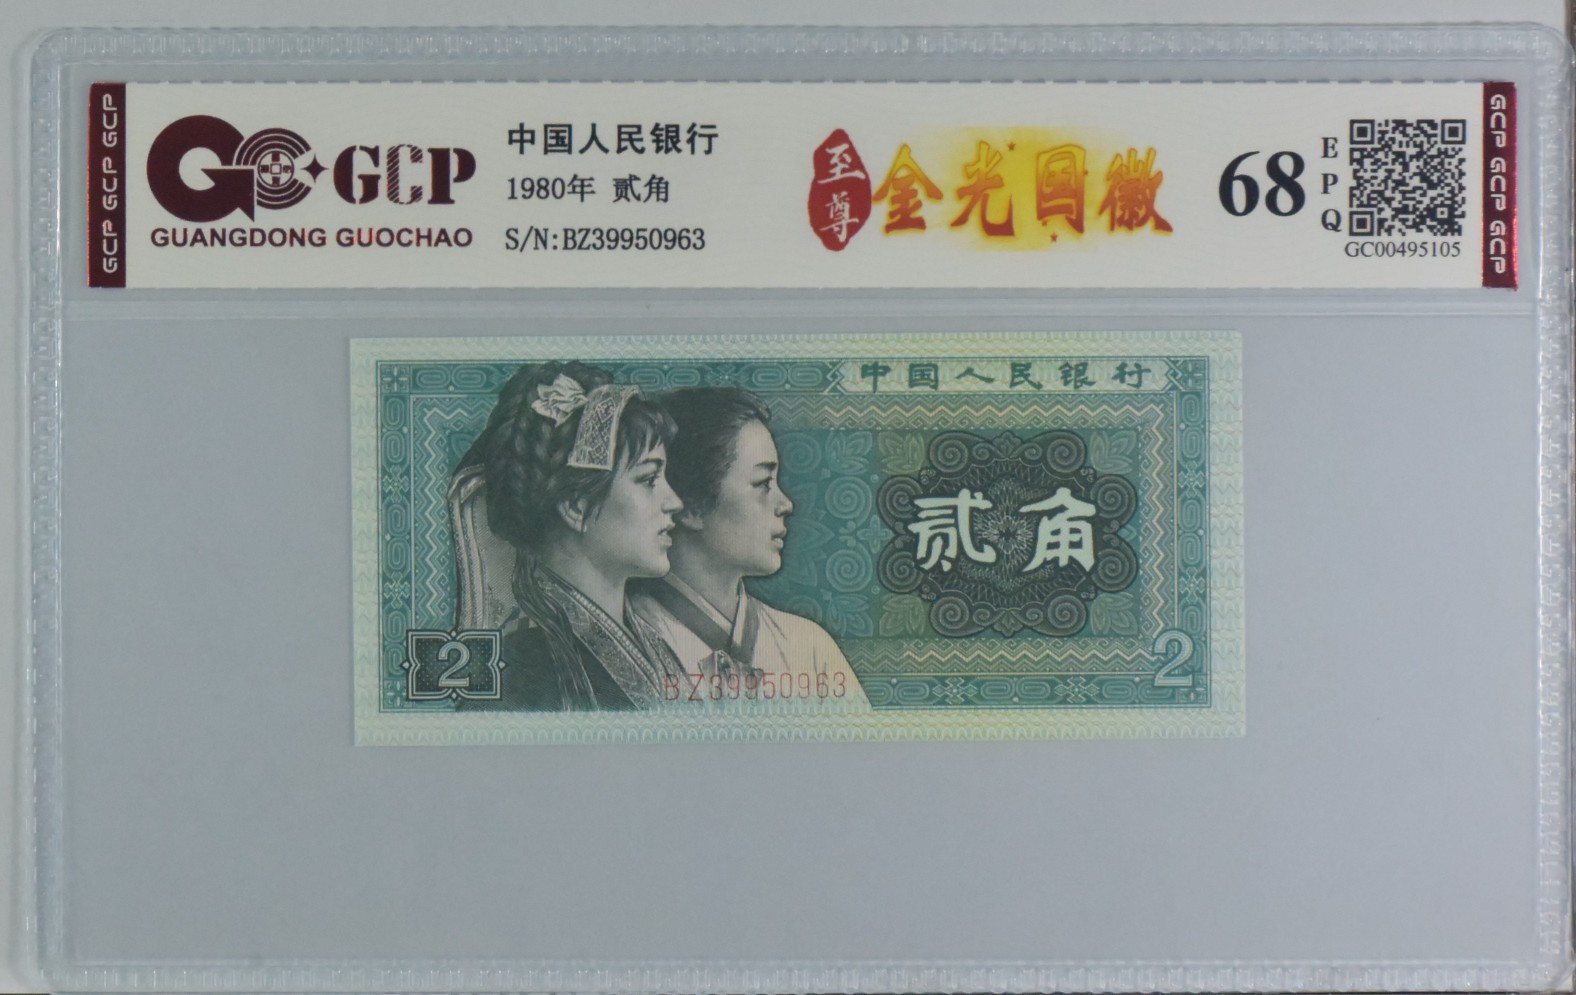 GCP GCP GCP
GCP
GUANGDONG GUOCHAO
中国人民银行
1980年 贰角
S/N:BZ39950963
至尊
金光国徽
68
EPQ
GC00495105
GCP GCP GCP
中国人民银行
贰角
2
2
BZ39950963